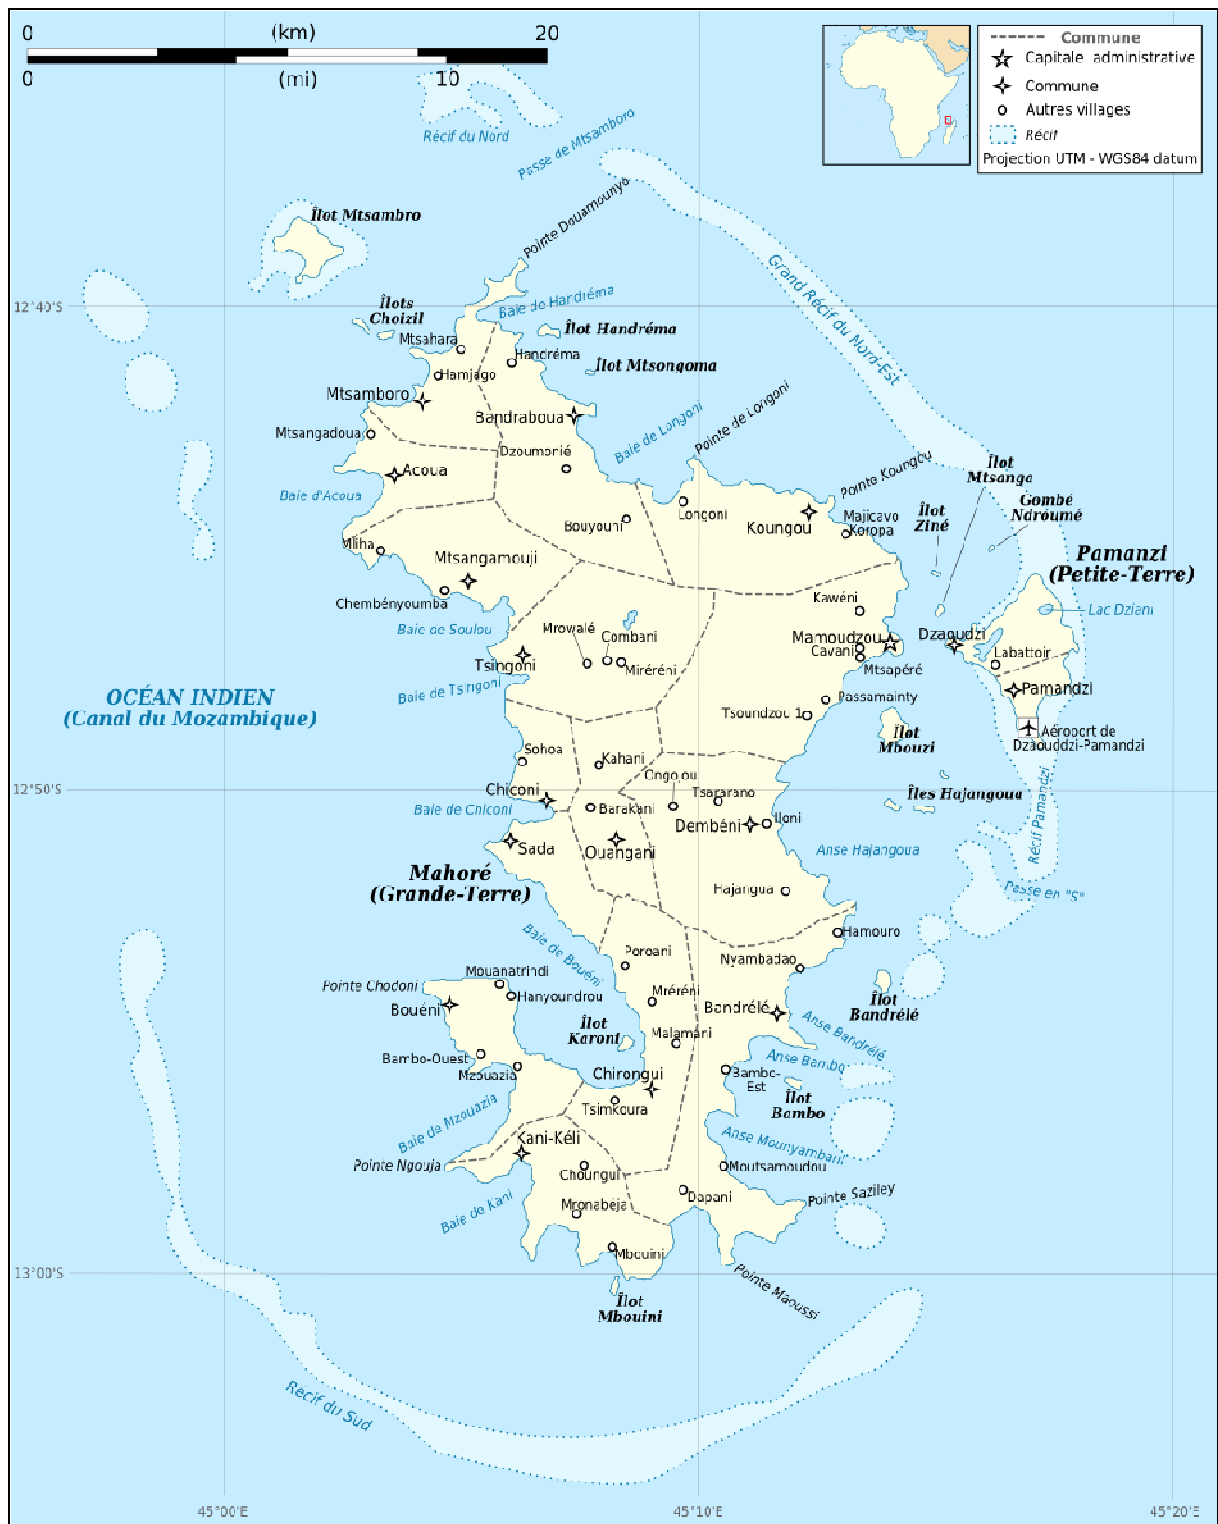 0 (km) 20
0 (mi) 10
Commune
Capitale administrative
Commune
Autres villages
Récif
Projection UTM - WGS84 datum
Récif du Nord
Passe de Mtsamboro
Pointe Douamounyo
Îlot Mtsambro
Grand Récif du Nord-Est
12°40'S
Îlots
Choizil
Baie de Handréma
Îlot Handréma
Mtsahara
Handréma
Îlot Mtsongoma
Hamjago
Mtsamboro
Bandraboua
Baie de Longoni
Pointe de Longoni
Mtsangadoua
Dzoumonié
Acoua
Baie d'Acoua
Pointe Koungou
Îlot
Mtsanga
Gombé
Ndroumé
Îlot
Ziné
Longoni
Bouyouni
Koungou
Majicavo
Koropa
Mliha
Mtsangamouji
Pamanzi
(Petite-Terre)
Chembényoumba
Kawéni
Lac Dziani
Baie de Soulou
Mrowalé
Combani
Mamoudzou
Dzaoudzi
Cavani
Labattoir
Tsingoni
Miréréni
Mtsapéré
Baie de Tsingoni
Pamandzi
OCÉAN INDIEN
(Canal du Mozambique)
Passamainty
Tsoundzou 1
Îlot
Mbouzi
Aéroport de
Dzaouddzi-Pamandzi
Sohoa
Kahani
Ongojou
12°50'S
Chiconi
Tsararano
Îles Hajangoua
Baie de Chiconi
Barakani
Dembéni
Iloni
Récif Pamandzi
Sada
Ouangani
Anse Hajangoua
Mahoré
(Grande-Terre)
Hajangua
Passe en "S"
Baie de Bouéni
Hamouro
Poroani
Nyambadao
Mouanatrindi
Pointe Chodoni
Hanyoundrou
Mréréni
Bouéni
Bandrélé
Îlot
Bandrélé
Îlot
Karoni
Malamani
Anse Bandrélé
Bambo-Ouest
Anse Bambo
Mzouazia
Chirongui
Bambo-
Est
Îlot
Bambo
Tsimkoura
Baie de Mzouazia
Kani-Kéli
Anse Mounyambani
Pointe Ngouja
Choungui
Moutsamoudou
Baie de Kani
Mronabeja
Dapani
Pointe Saziley
Mbouini
13°00'S
Pointe Maoussi
Îlot
Mbouini
Récif du Sud
45°00'E
45°10'E
45°20'E